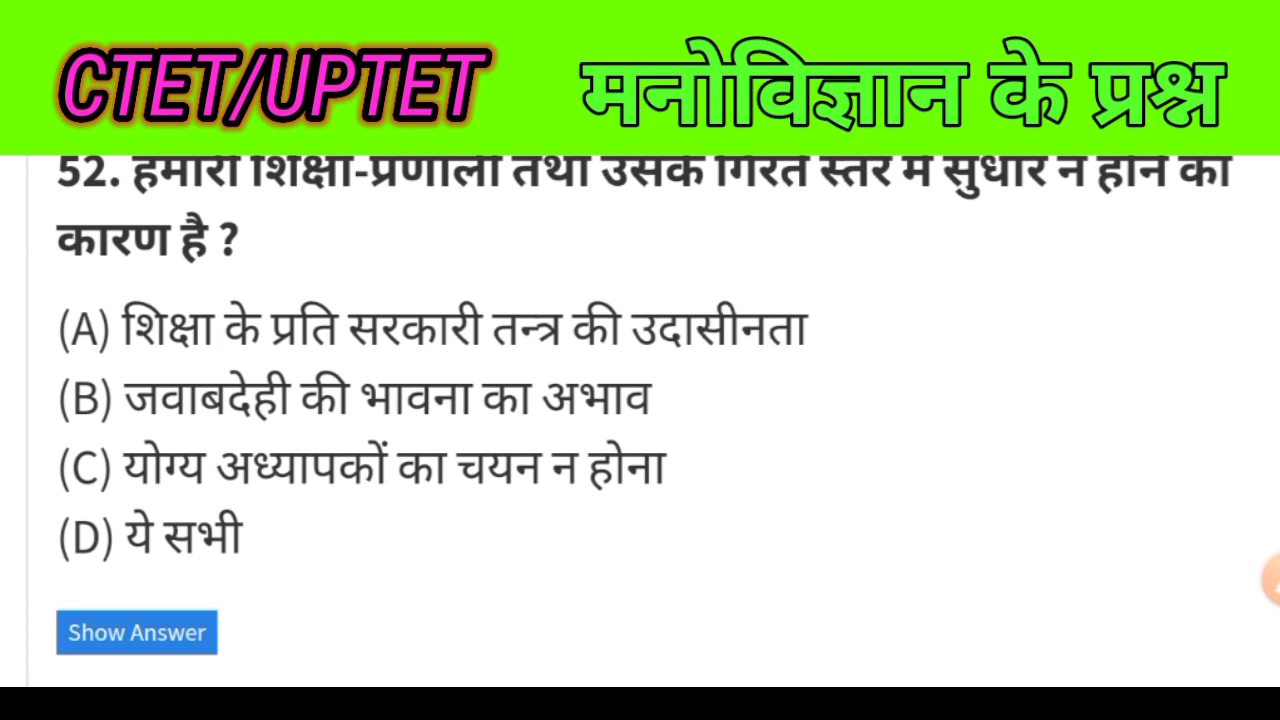 CTET/UPTET मनोविज्ञान के प्रश्न
52. हमारी शिक्षा-प्रणाली तथा उसके गिरते स्तर में सुधार न होने का
कारण है ?
(A) शिक्षा के प्रति सरकारी तन्त्र की उदासीनता
(B) जवाबदेही की भावना का अभाव
(C) योग्य अध्यापकों का चयन न होना
(D) ये सभी
Show Answer